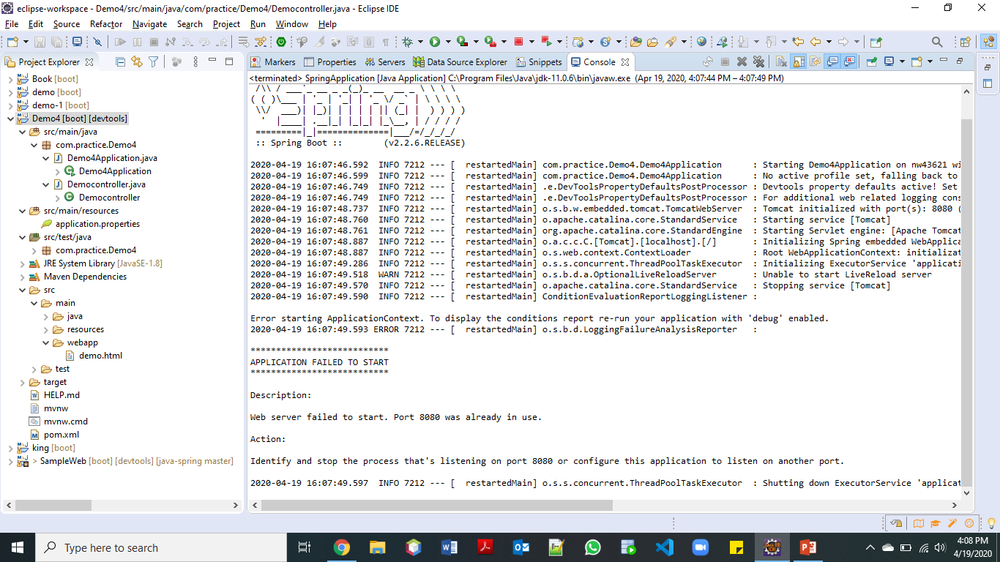 eclipse-workspace - Demo4/src/main/java/com/practice/Demo4/Democontroller.java - Eclipse IDE
File Edit Source Refactor Navigate Search Project Run Window Help
Project Explorer
Book [boot]
demo [boot]
demo-1 [boot]
Demo4 [boot] [devtools]
src/main/java
com.practice.Demo4
Demo4Application.java
Demo4Application
Democontroller.java
Democontroller
src/main/resources
application.properties
src/test/java
com.practice.Demo4
JRE System Library [JavaSE-1.8]
Maven Dependencies
src
main
java
resources
webapp
demo.html
test
target
HELP.md
mvnw
mvnw.cmd
pom.xml
king [boot]
> SampleWeb [boot] [devtools] [java-spring master]
Markers Properties Servers Data Source Explorer Snippets Console
<terminated> SpringApplication [Java Application] C:\Program Files\Java\jdk-11.0.6\bin\javaw.exe (Apr 19, 2020, 4:07:44 PM – 4:07:49 PM)
 /\\ / ___'_ __ _ _(_)_ __  __ _ \ \ \ \
( ( )\___ | '_ | '_| | '_ \/ _` | \ \ \ \
 \\/  ___)| |_)| | | | | || (_| |  ) ) ) )
  '  |____| .__|_| |_|_| |_\__, | / / / /
 =========|_|==============|___/=/_/_/_/
 :: Spring Boot ::        (v2.2.6.RELEASE)
2020-04-19 16:07:46.592  INFO 7212 --- [  restartedMain] com.practice.Demo4.Demo4Application      : Starting Demo4Application on nw43621 wi
2020-04-19 16:07:46.599  INFO 7212 --- [  restartedMain] com.practice.Demo4.Demo4Application      : No active profile set, falling back to
2020-04-19 16:07:46.749  INFO 7212 --- [  restartedMain] .e.DevToolsPropertyDefaultsPostProcessor : Devtools property defaults active! Set
2020-04-19 16:07:46.749  INFO 7212 --- [  restartedMain] .e.DevToolsPropertyDefaultsPostProcessor : For additional web related logging cons
2020-04-19 16:07:48.737  INFO 7212 --- [  restartedMain] o.s.b.w.embedded.tomcat.TomcatWebServer  : Tomcat initialized with port(s): 8080 (
2020-04-19 16:07:48.760  INFO 7212 --- [  restartedMain] o.apache.catalina.core.StandardService   : Starting service [Tomcat]
2020-04-19 16:07:48.761  INFO 7212 --- [  restartedMain] org.apache.catalina.core.StandardEngine  : Starting Servlet engine: [Apache Tomcat
2020-04-19 16:07:48.887  INFO 7212 --- [  restartedMain] o.a.c.c.C.[Tomcat].[localhost].[/]       : Initializing Spring embedded WebApplica
2020-04-19 16:07:48.887  INFO 7212 --- [  restartedMain] o.s.web.context.ContextLoader            : Root WebApplicationContext: initializat
2020-04-19 16:07:49.286  INFO 7212 --- [  restartedMain] o.s.s.concurrent.ThreadPoolTaskExecutor  : Initializing ExecutorService 'applicati
2020-04-19 16:07:49.518  WARN 7212 --- [  restartedMain] o.s.b.d.a.OptionalLiveReloadServer       : Unable to start LiveReload server
2020-04-19 16:07:49.570  INFO 7212 --- [  restartedMain] o.apache.catalina.core.StandardService   : Stopping service [Tomcat]
2020-04-19 16:07:49.590  INFO 7212 --- [  restartedMain] ConditionEvaluationReportLoggingListener :
Error starting ApplicationContext. To display the conditions report re-run your application with 'debug' enabled.
2020-04-19 16:07:49.593 ERROR 7212 --- [  restartedMain] o.s.b.d.LoggingFailureAnalysisReporter   :
***************************
APPLICATION FAILED TO START
***************************
Description:
Web server failed to start. Port 8080 was already in use.
Action:
Identify and stop the process that's listening on port 8080 or configure this application to listen on another port.
2020-04-19 16:07:49.597  INFO 7212 --- [  restartedMain] o.s.s.concurrent.ThreadPoolTaskExecutor  : Shutting down ExecutorService 'applicat
Type here to search
4:08 PM
4/19/2020